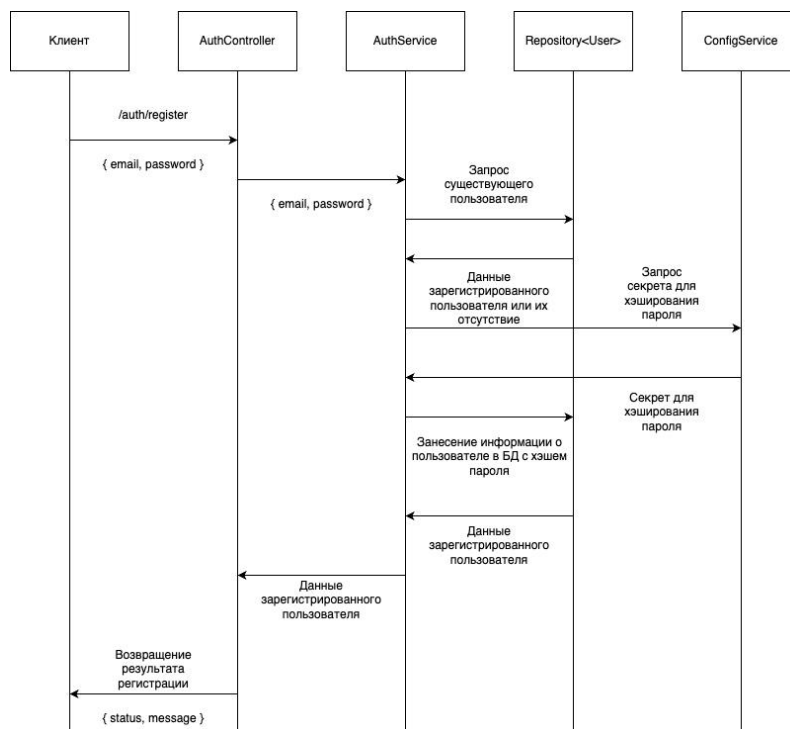 Клиент
AuthController
AuthService
Repository<User>
ConfigService
/auth/register
{ email, password }
{ email, password }
Запрос
существующего
пользователя
Данные
зарегистрированного
пользователя или их
отсутствие
Запрос
секрета для
хэширования
пароля
Секрет для
хэширования
пароля
Занесение информации о
пользователе в БД с хэшем
пароля
Данные
зарегистрированного
пользователя
Данные
зарегистрированного
пользователя
Возвращение
результата
регистрации
{ status, message }